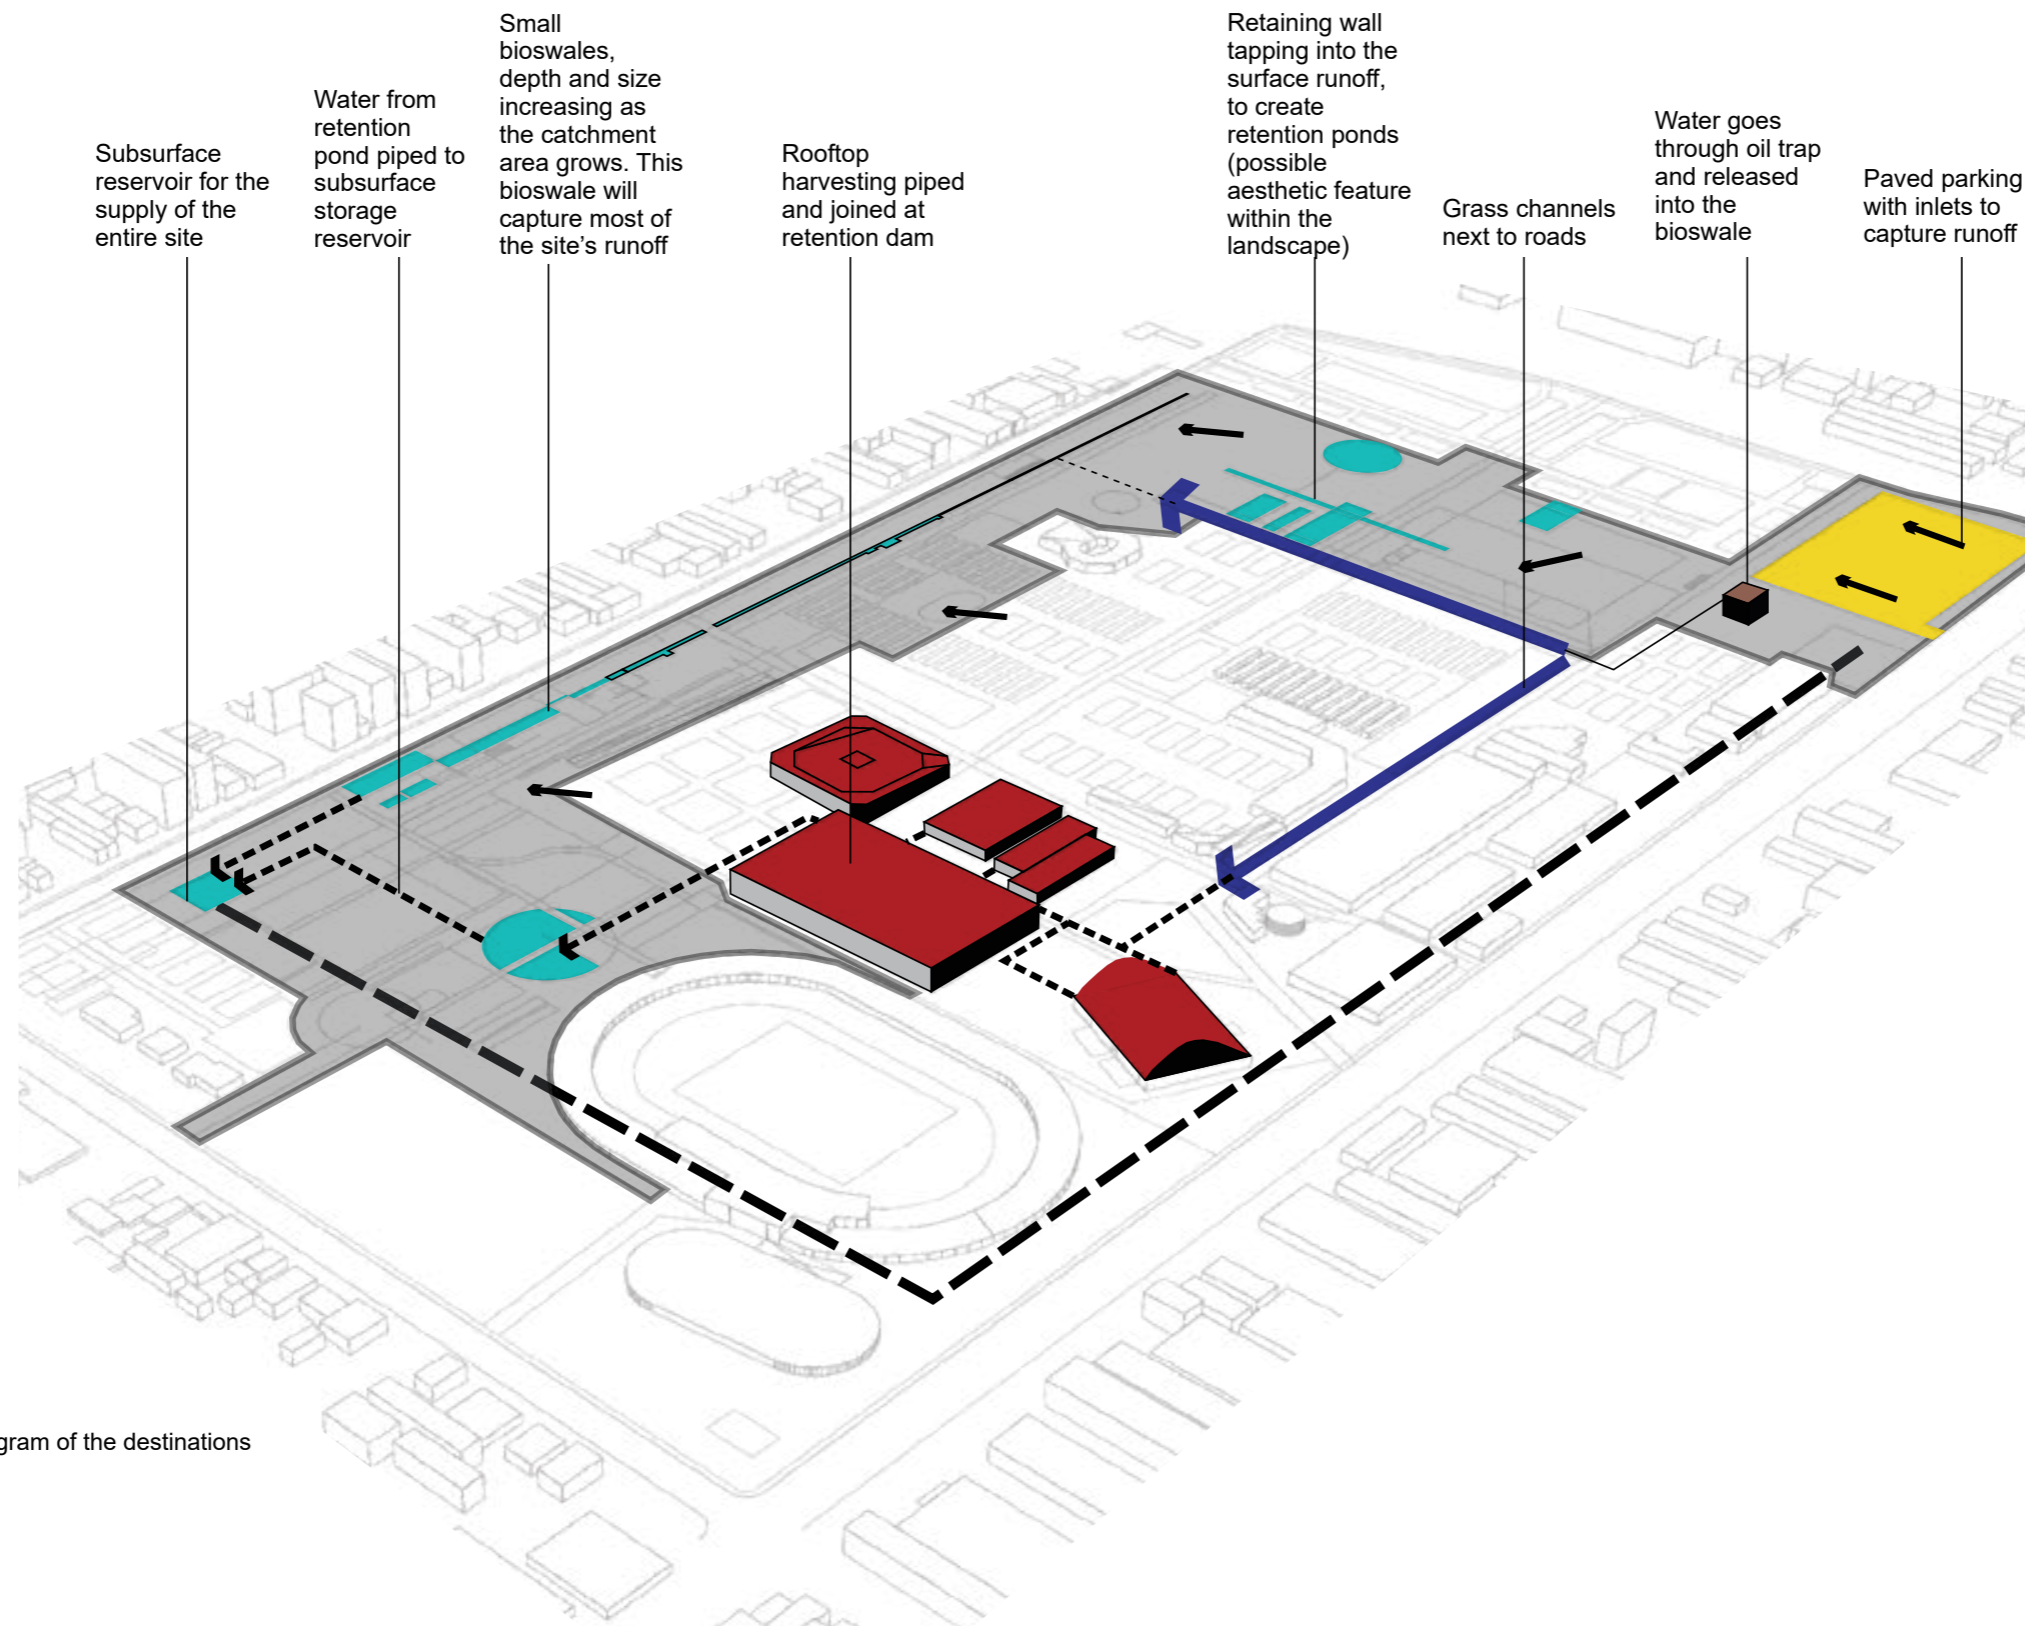 Subsurface
reservoir for the
supply of the
entire site
Water from
retention
pond piped to
subsurface
storage
reservoir
Small
bioswales,
depth and size
increasing as
the catchment
area grows. This
bioswale will
capture most of
the site's runoff
Rooftop
harvesting piped
and joined at
retention dam
Retaining wall
tapping into the
surface runoff,
to create
retention ponds
(possible
aesthetic feature
within the
landscape)
Grass channels
next to roads
Water goes
through oil trap
and released
into the
bioswale
Paved parking
with inlets to
capture runoff
gram of the destinations